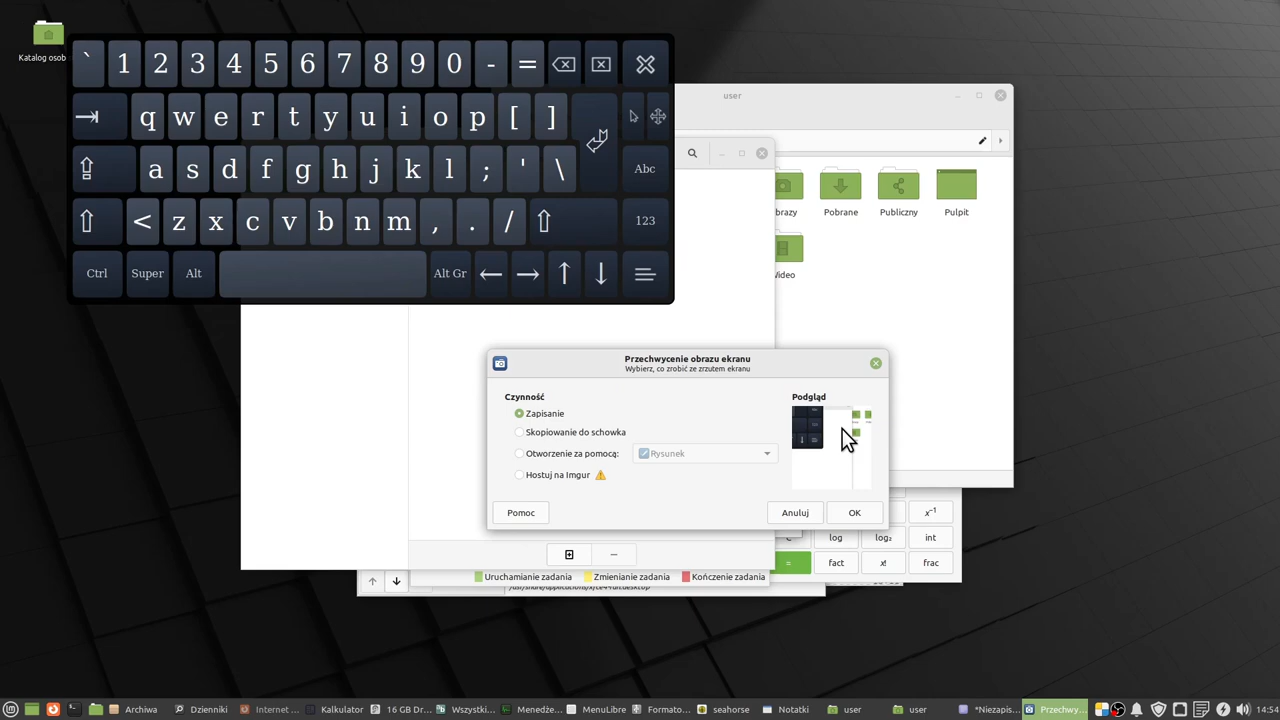 Katalog osob
` 1 2 3 4 5 6 7 8 9 0 - =
q w e r t y u i o p [ ]
a s d f g h j k l ; ' \ Abc
< z x c v b n m , . / 123
Ctrl Super Alt Alt Gr
user
brazy Pobrane Publiczny Pulpit
Video
Przechwycenie obrazu ekranu
Wybierz, co zrobić ze zrzutem ekranu
Czynność
Podgląd
Zapisanie
Skopiowanie do schowka
Otworzenie za pomocą: Rysunek
Hostuj na Imgur
Pomoc Anuluj OK
x⁻¹
log log₂ int
= fact x! frac
Uruchamianie zadania Zmienianie zadania Kończenie zadania
Archiwa Dzienniki Internet ... Kalkulator 16 GB Dr... Wszystki... Menedże... MenuLibre Formato... seahorse Notatki user user *Niezapis... Przechwy... 14:54